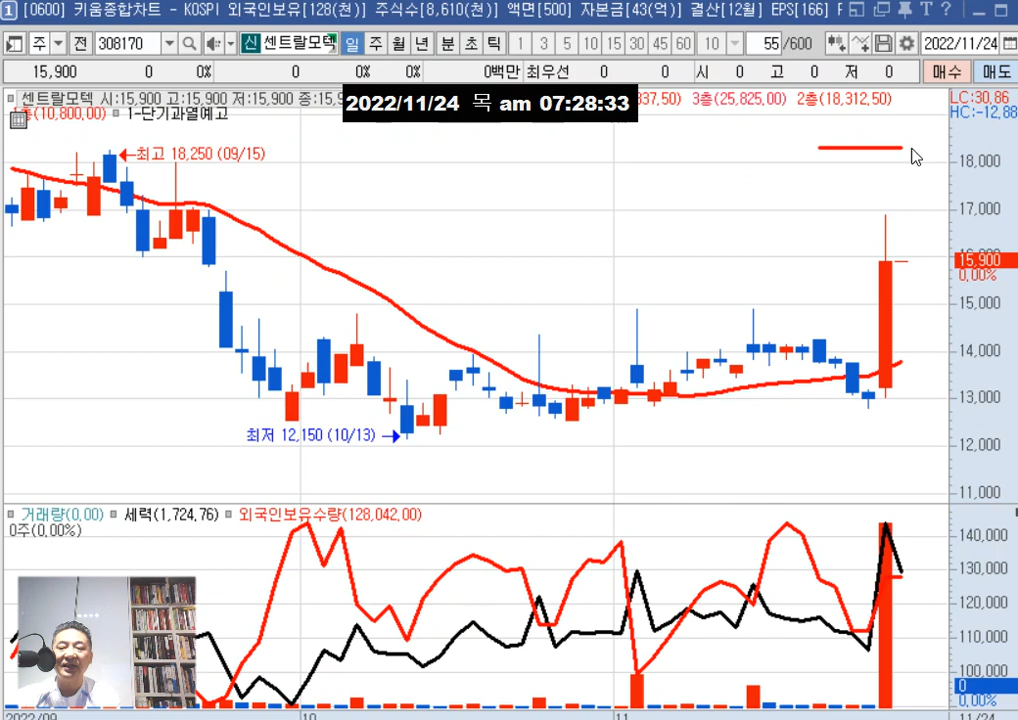 1 [0600] 키움종합차트 - KOSPI 외국인보유[128(천)] 주식수[8,610(천)] 액면[500] 자본금[43(억)] 결산[12월] EPS[166]
주 전 308170 신 센트랄모텍 일 주 월 년 분 초 틱 1 3 5 10 15 30 45 60 10 55 /600 2022/11/24
15,900 0 0% 0 0% 0% 0백만 최우선 0 0 시 0 고 0 저 0 매수 매도
센트랄모텍 시:15,900 고:15,900 저:15,900 종:15,9 337,50) 3층(25,825,00) 2층(18,312,50) LC:30,86
2022/11/24 목 am 07:28:33
층(10,800,00) 1-단기과열예고 HC:-12,88
최고 18,250 (09/15)
18,000
17,000
15,900
0,00%
15,000
14,000
13,000
최저 12,150 (10/13)
12,000
11,000
거래량(0,00) 세력(1,724,76) 외국인보유수량(128,042,00)
0주(0,00%)
140,000
130,000
120,000
110,000
100,000
0
0,00%
2022/09 10 11 11/24